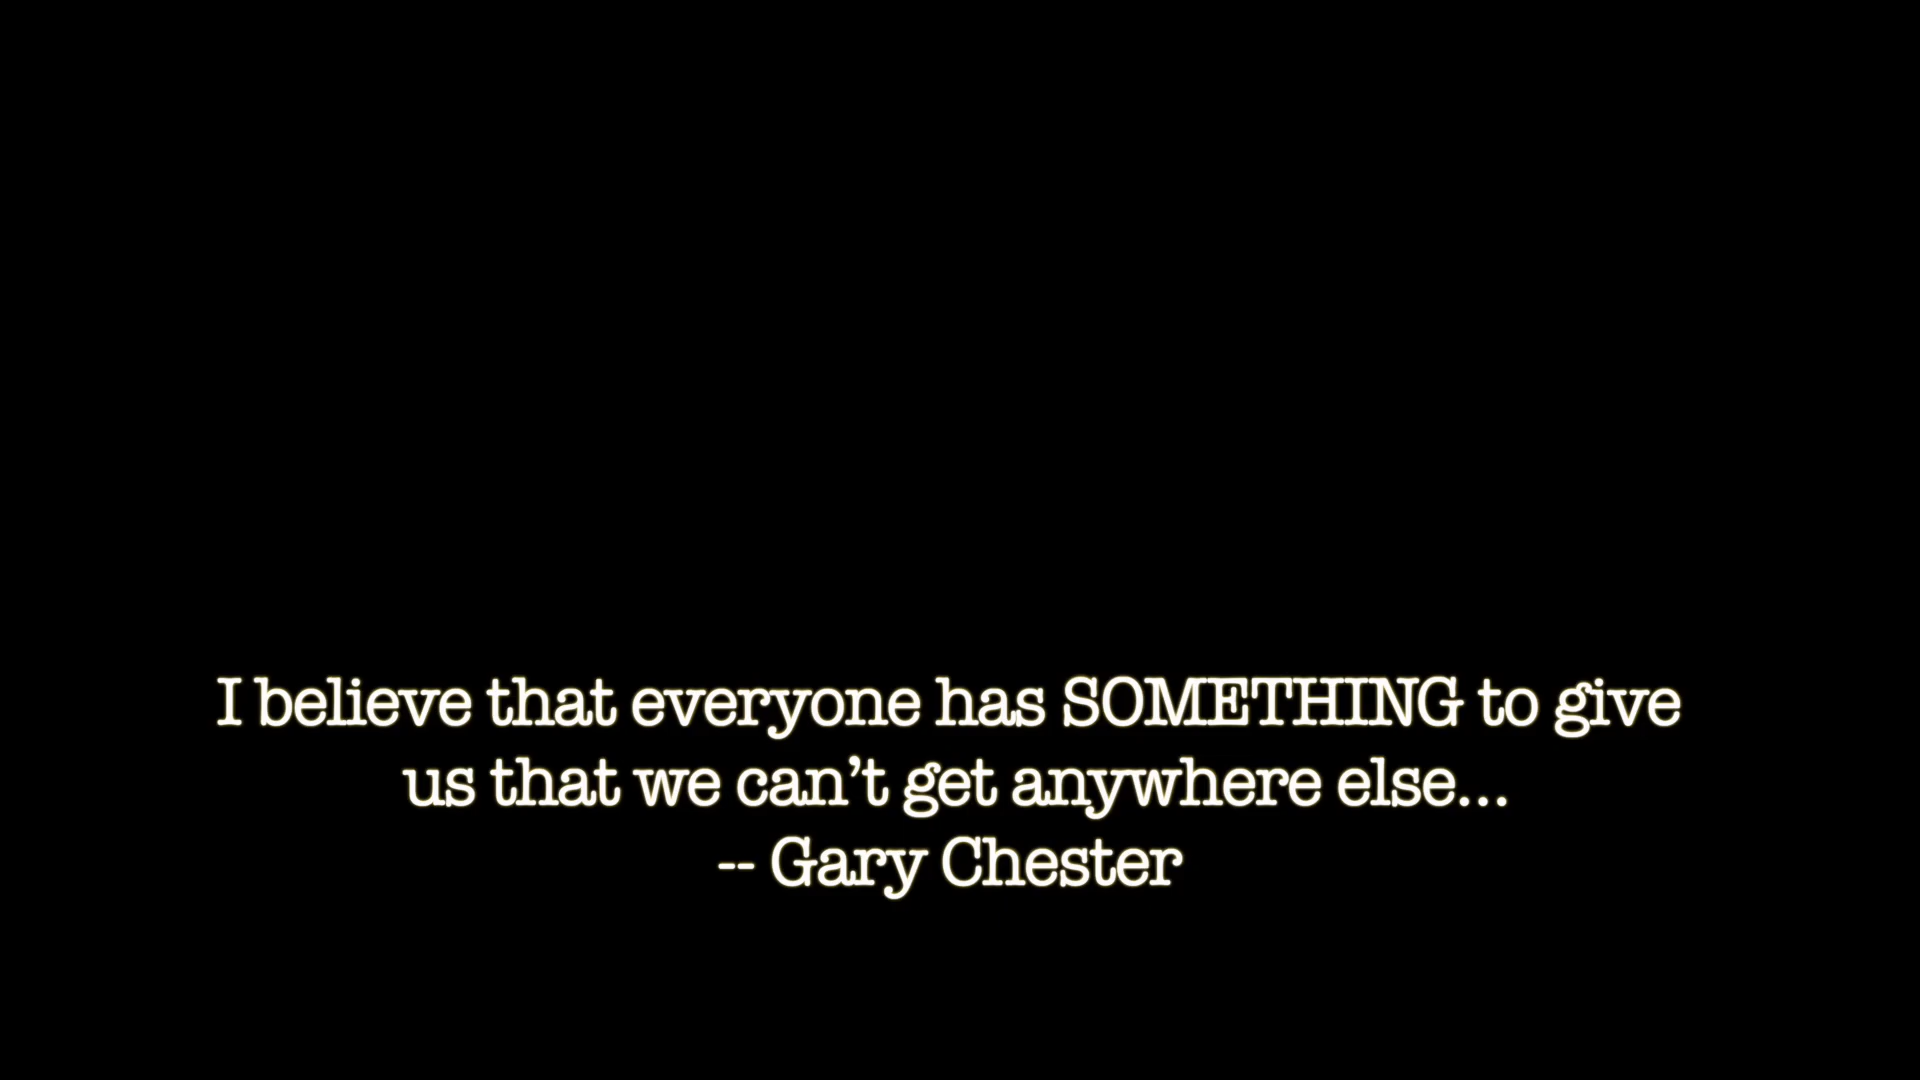 I believe that everyone has SOMETHING to give
us that we can’t get anywhere else...
-- Gary Chester